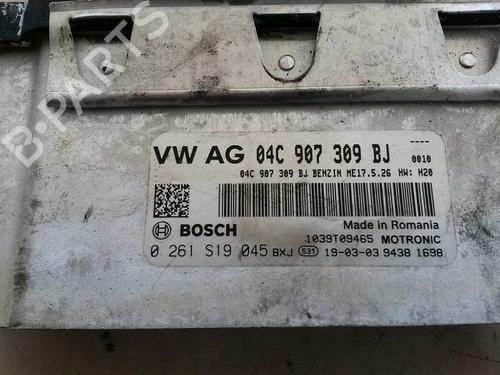 B-PARTS
VW AG 04C 907 309 BJ 0010
04C 907 309 BJ BENZIN ME17.5.26 HW: H20
BOSCH
Made in Romania
1039T09465 MOTRONIC
0 261 S19 045 BXJ 531 19-03-03 9438 1698